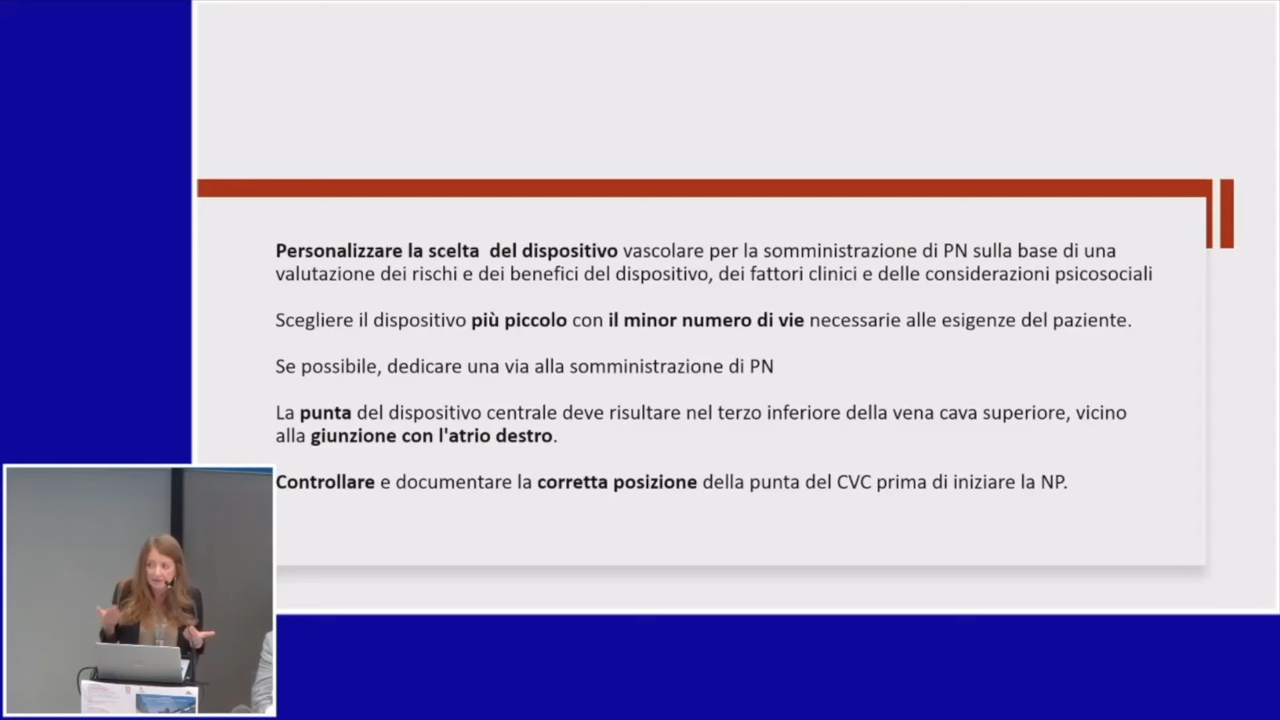 Personalizzare la scelta  del dispositivo vascolare per la somministrazione di PN sulla base di una
valutazione dei rischi e dei benefici del dispositivo, dei fattori clinici e delle considerazioni psicosociali
Scegliere il dispositivo più piccolo con il minor numero di vie necessarie alle esigenze del paziente.
Se possibile, dedicare una via alla somministrazione di PN
La punta del dispositivo centrale deve risultare nel terzo inferiore della vena cava superiore, vicino
alla giunzione con l'atrio destro.
Controllare e documentare la corretta posizione della punta del CVC prima di iniziare la NP.